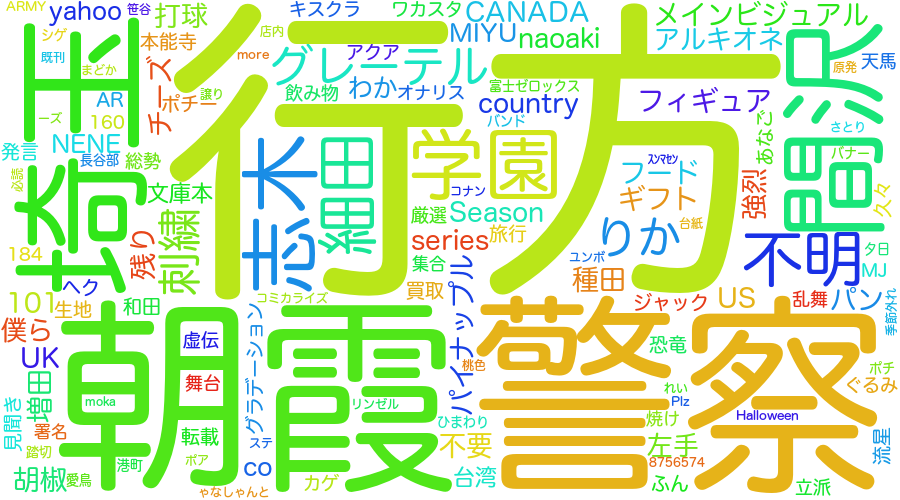 行方
埼玉
朝霞
警察
間沢
志木
学園
細田
不明
りか
グレーテル
刺繍
メインビジュアル
アルキオネ
フィギュア
CANADA
MIYU
naoaki
country
Season
series
yahoo
キスクラ
ワカスタ
打球
本能寺
笹谷
ARMY
シゲ
既刊
まどか
店内
more
アクア
わか
オナリス
飲み物
富士ゼロックス
バンド
チーズ
ポチー
譲り
AR
160
ーズ
NENE
発言
長谷部
総勢
必読
文庫本
184
残り
ヘク
101
生地
和田
僕ら
UK
虚伝
舞台
増田
moka
見聞き
署名
踏切
転載
港町
ポア
胡椒
愛鳥
ゃなしゃんと
co
ステ
グラデーション
コミカライズ
リンゼル
カゲ
パイナップル
買取
集合
厳選
旅行
コナン
ユンボ
種田
ギフト
フード
ｽﾝﾏｾﾝ
台紙
強烈
あなご
天馬
原発
さとり
バナー
久々
夕日
MJ
季節外れ
パン
乱舞
US
ジャック
恐竜
ポチ
ぐるみ
れい
Plz
Halloween
桃色
ひまわり
不要
焼け
左手
8756574
台湾
ふん
立派
流星